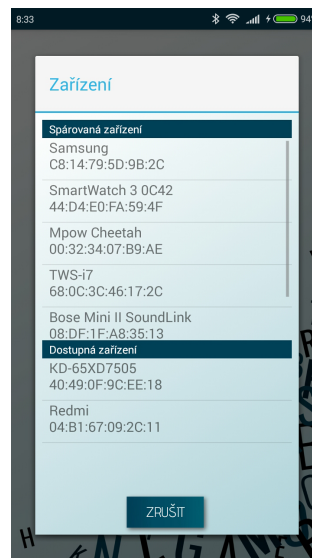 8:33
94%
Zařízení
Spárovaná zařízení
Samsung
C8:14:79:5D:9B:2C
SmartWatch 3 0C42
44:D4:E0:FA:59:4F
Mpow Cheetah
00:32:34:07:B9:AE
TWS-i7
68:0C:3C:46:17:2C
Bose Mini II SoundLink
08:DF:1F:A8:35:13
Dostupná zařízení
KD-65XD7505
40:49:0F:9C:EE:18
Redmi
04:B1:67:09:2C:11
ZRUŠIT